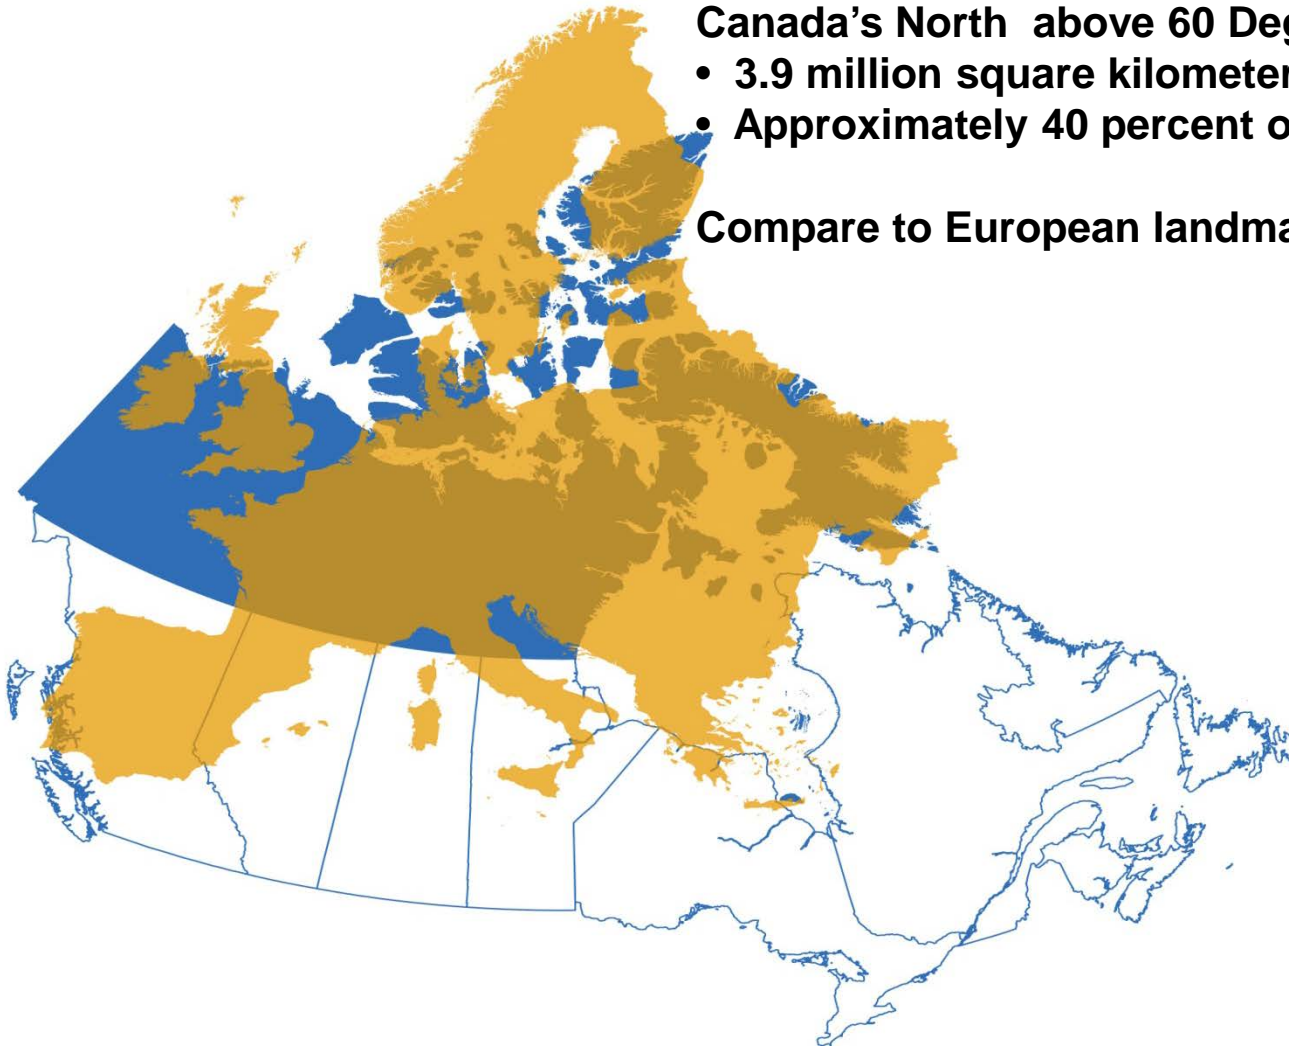 Canada’s North above 60 Deg
• 3.9 million square kilometer
• Approximately 40 percent o
Compare to European landma